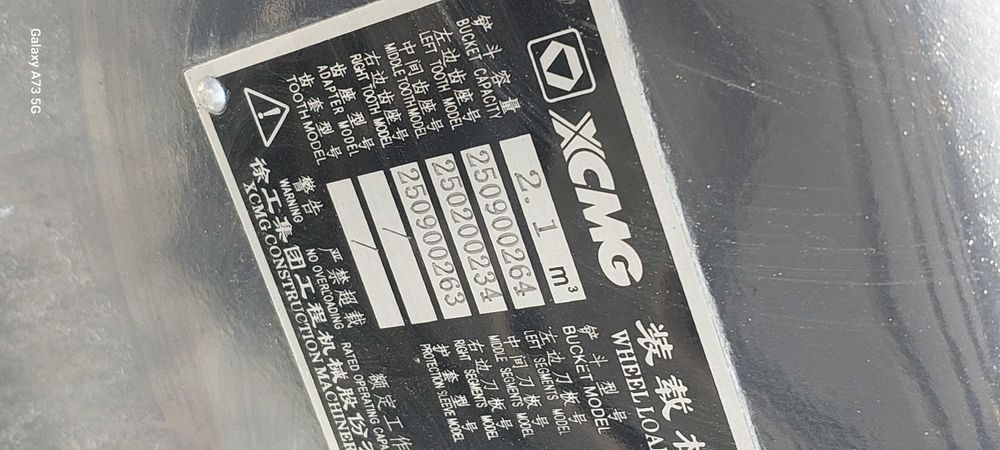 XCMG 装载机
WHEEL LOA
铲斗容量 2.1 m³ 铲斗型号
BUCKET CAPACITY BUCKET MODEL
左边齿座号 250900264 左边刀板号
LEFT TOOTH MODEL LEFT SEGMENTS MODEL
中间齿座号 250200234 中间刀板号
MIDDLE TOOTH MODEL MIDDLE SEGMENTS MODEL
右边齿座号 250900263 右边刀板号
RIGHT TOOTH MODEL RIGHT SEGMENTS MODEL
齿座型号 / 护套型号
ADAPTER MODEL PROTECTION SLEEVE MODEL
齿套型号 /
TOOTH MODEL
警告 严禁超载 额定工作
WARNING NO OVERLOADING RATED OPERATING CAPA
徐工集团工程机械股份
XCMG CONSTRUCTION MACHINER
Galaxy A73 5G